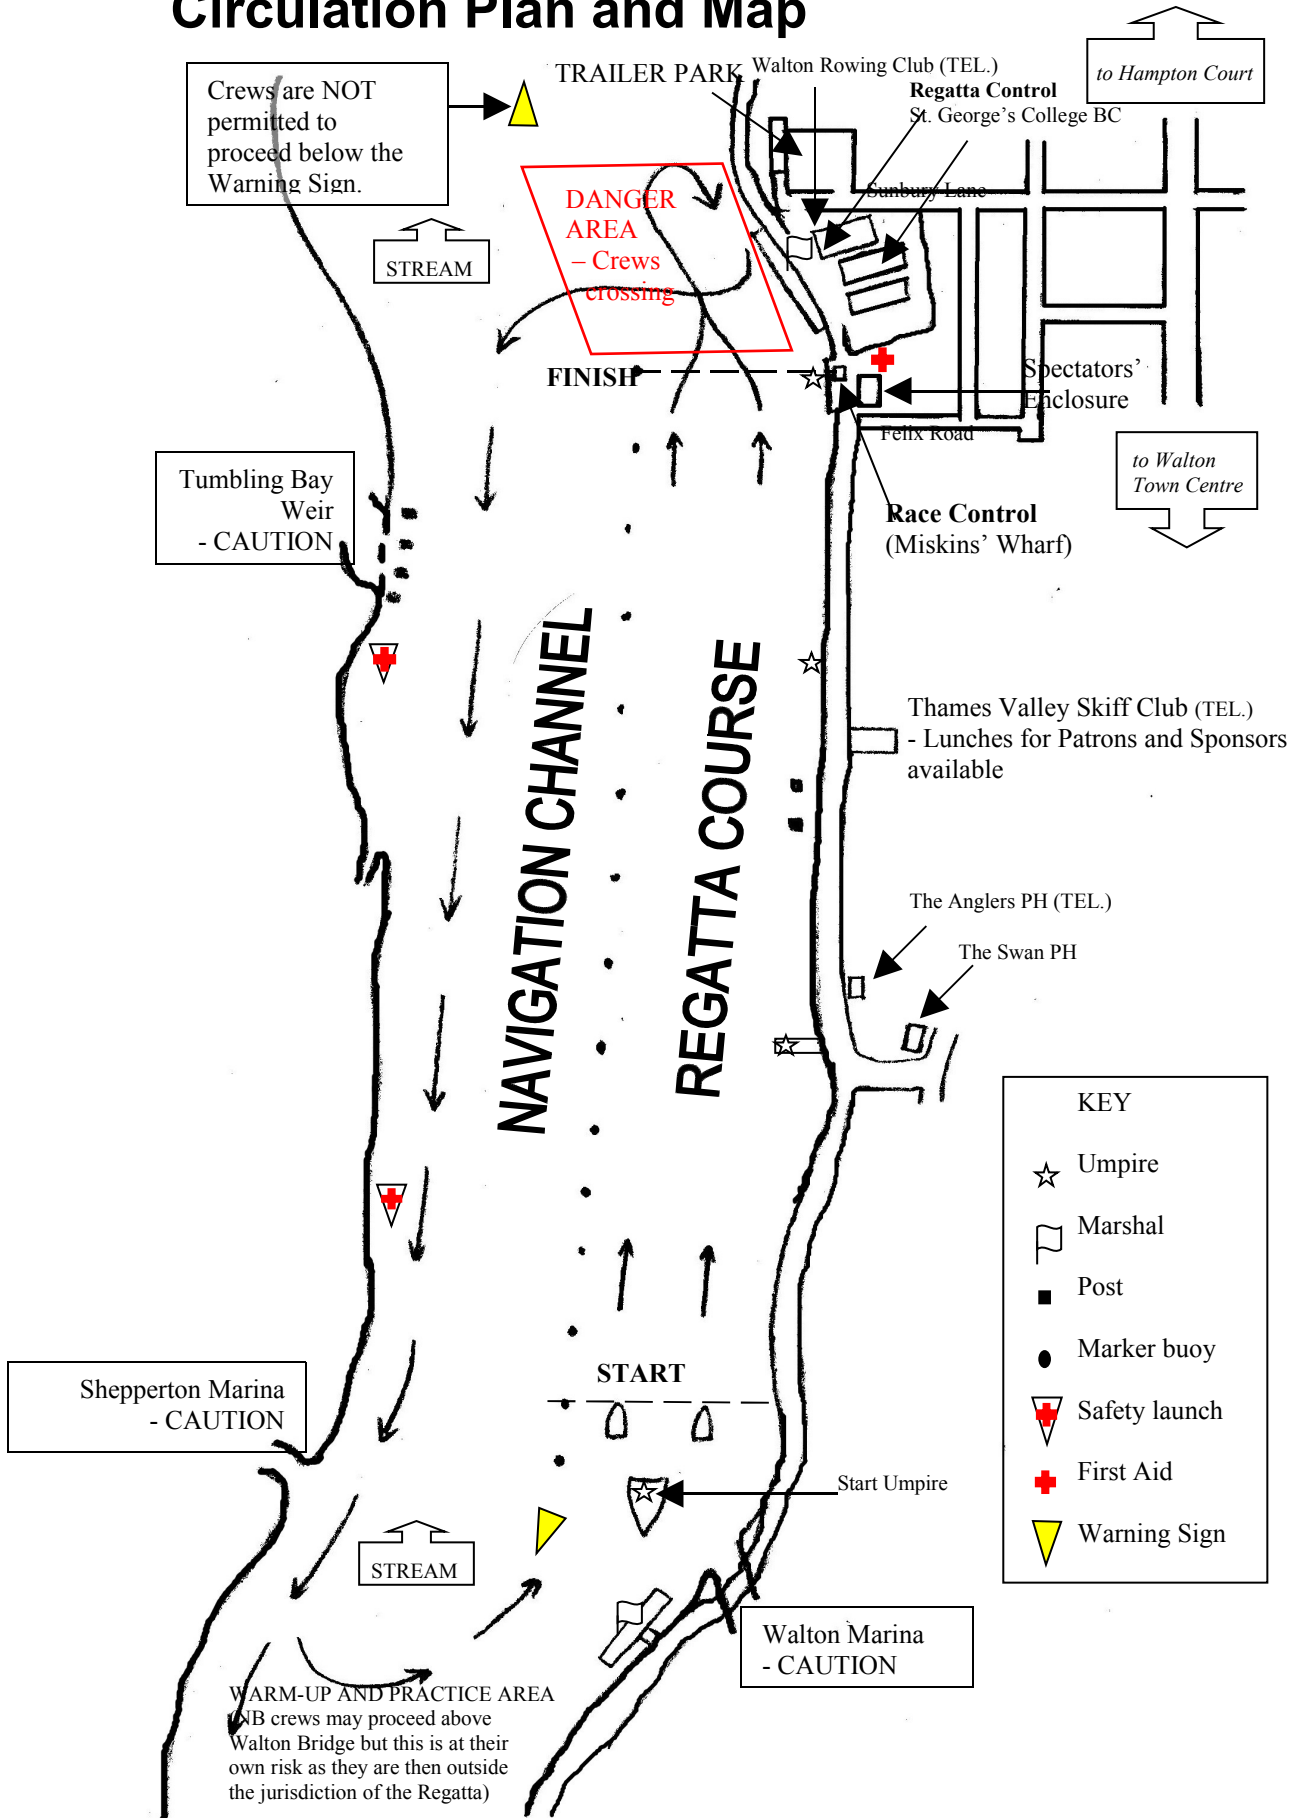 Circulation Plan and Map
to Hampton Court
Crews are NOT
permitted to
proceed below the
Warning Sign.
TRAILER PARK
Walton Rowing Club (TEL.)
Regatta Control
St. George's College BC
Sunbury Lane
DANGER
AREA
– Crews
crossing
STREAM
FINISH
Spectators'
Enclosure
Felix Road
to Walton
Town Centre
Tumbling Bay
Weir
- CAUTION
Race Control
(Miskins' Wharf)
NAVIGATION CHANNEL
REGATTA COURSE
Thames Valley Skiff Club (TEL.)
- Lunches for Patrons and Sponsors
available
The Anglers PH (TEL.)
The Swan PH
KEY
Umpire
Marshal
Post
Marker buoy
Safety launch
First Aid
Warning Sign
START
Shepperton Marina
- CAUTION
Start Umpire
STREAM
Walton Marina
- CAUTION
WARM-UP AND PRACTICE AREA
(NB crews may proceed above
Walton Bridge but this is at their
own risk as they are then outside
the jurisdiction of the Regatta)